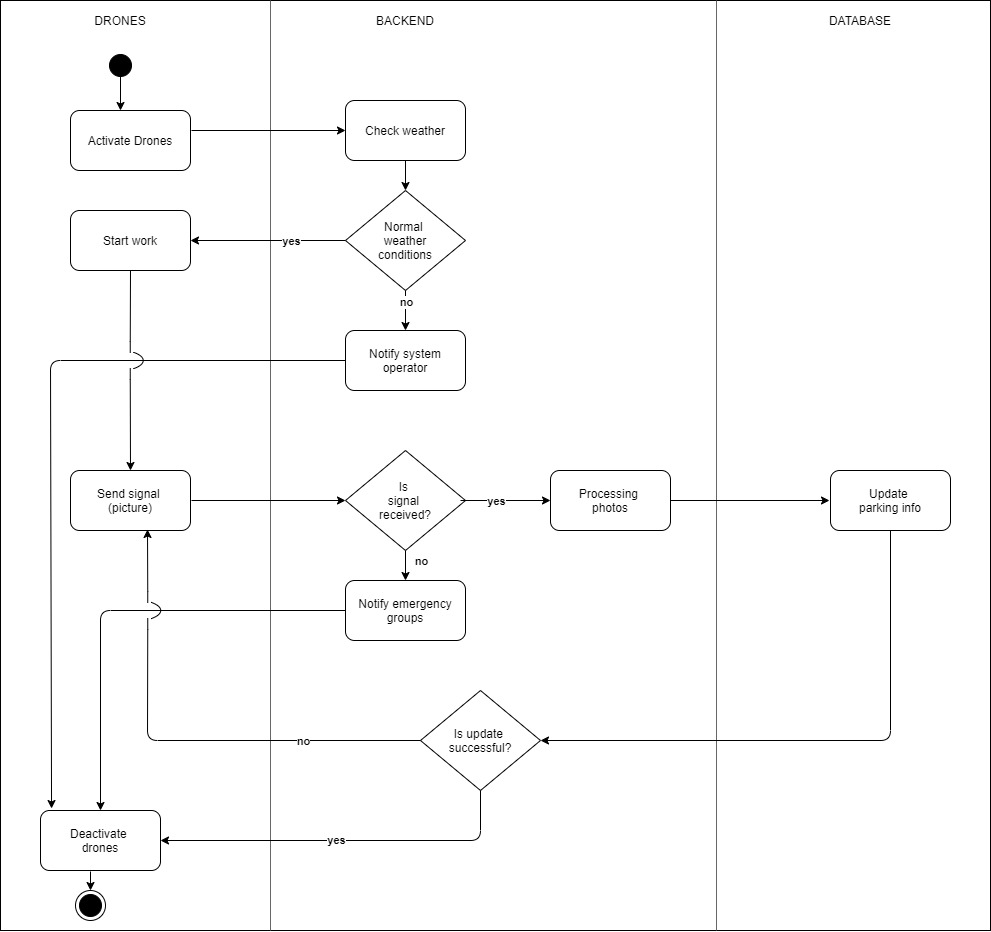 DRONES
BACKEND
DATABASE
Activate Drones
Check weather
Start work
yes
Normal
weather
conditions
no
Notify system
operator
Send signal
(picture)
Is
signal
received?
yes
Processing
photos
Update
parking info
no
Notify emergency
groups
no
Is update
successful?
Deactivate
drones
yes